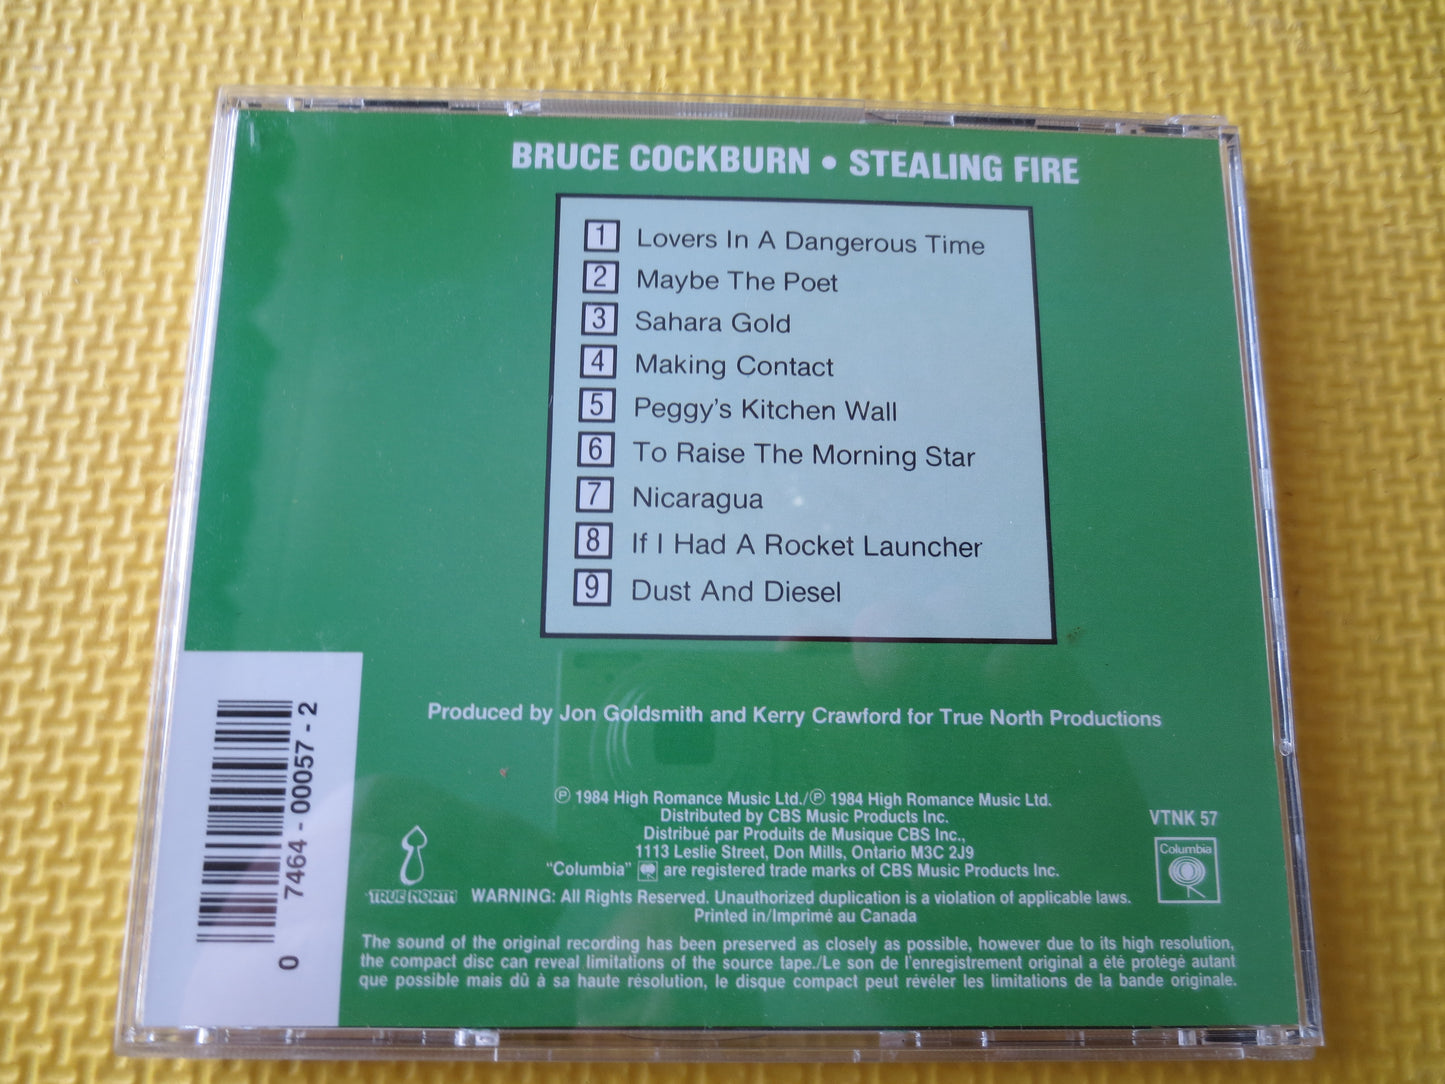 BRUCE COCKBURN • STEALING FIRE
1 Lovers In A Dangerous Time
2 Maybe The Poet
3 Sahara Gold
4 Making Contact
5 Peggy's Kitchen Wall
6 To Raise The Morning Star
7 Nicaragua
8 If I Had A Rocket Launcher
9 Dust And Diesel
Produced by Jon Goldsmith and Kerry Crawford for True North Productions
℗ 1984 High Romance Music Ltd./℗ 1984 High Romance Music Ltd.
Distributed by CBS Music Products Inc.
Distribué par Produits de Musique CBS Inc.,
1113 Leslie Street, Don Mills, Ontario M3C 2J9
"Columbia" are registered trade marks of CBS Music Products Inc.
WARNING: All Rights Reserved. Unauthorized duplication is a violation of applicable laws.
Printed in/Imprimé au Canada
The sound of the original recording has been preserved as closely as possible, however due to its high resolution,
the compact disc can reveal limitations of the source tape./Le son de l'enregistrement original a été protégé autant
que possible mais dû à sa haute résolution, le disque compact peut révéler les limitations de la bande originale.
TRUE NORTH
VTNK 57
Columbia
0 7464 - 00057 - 2